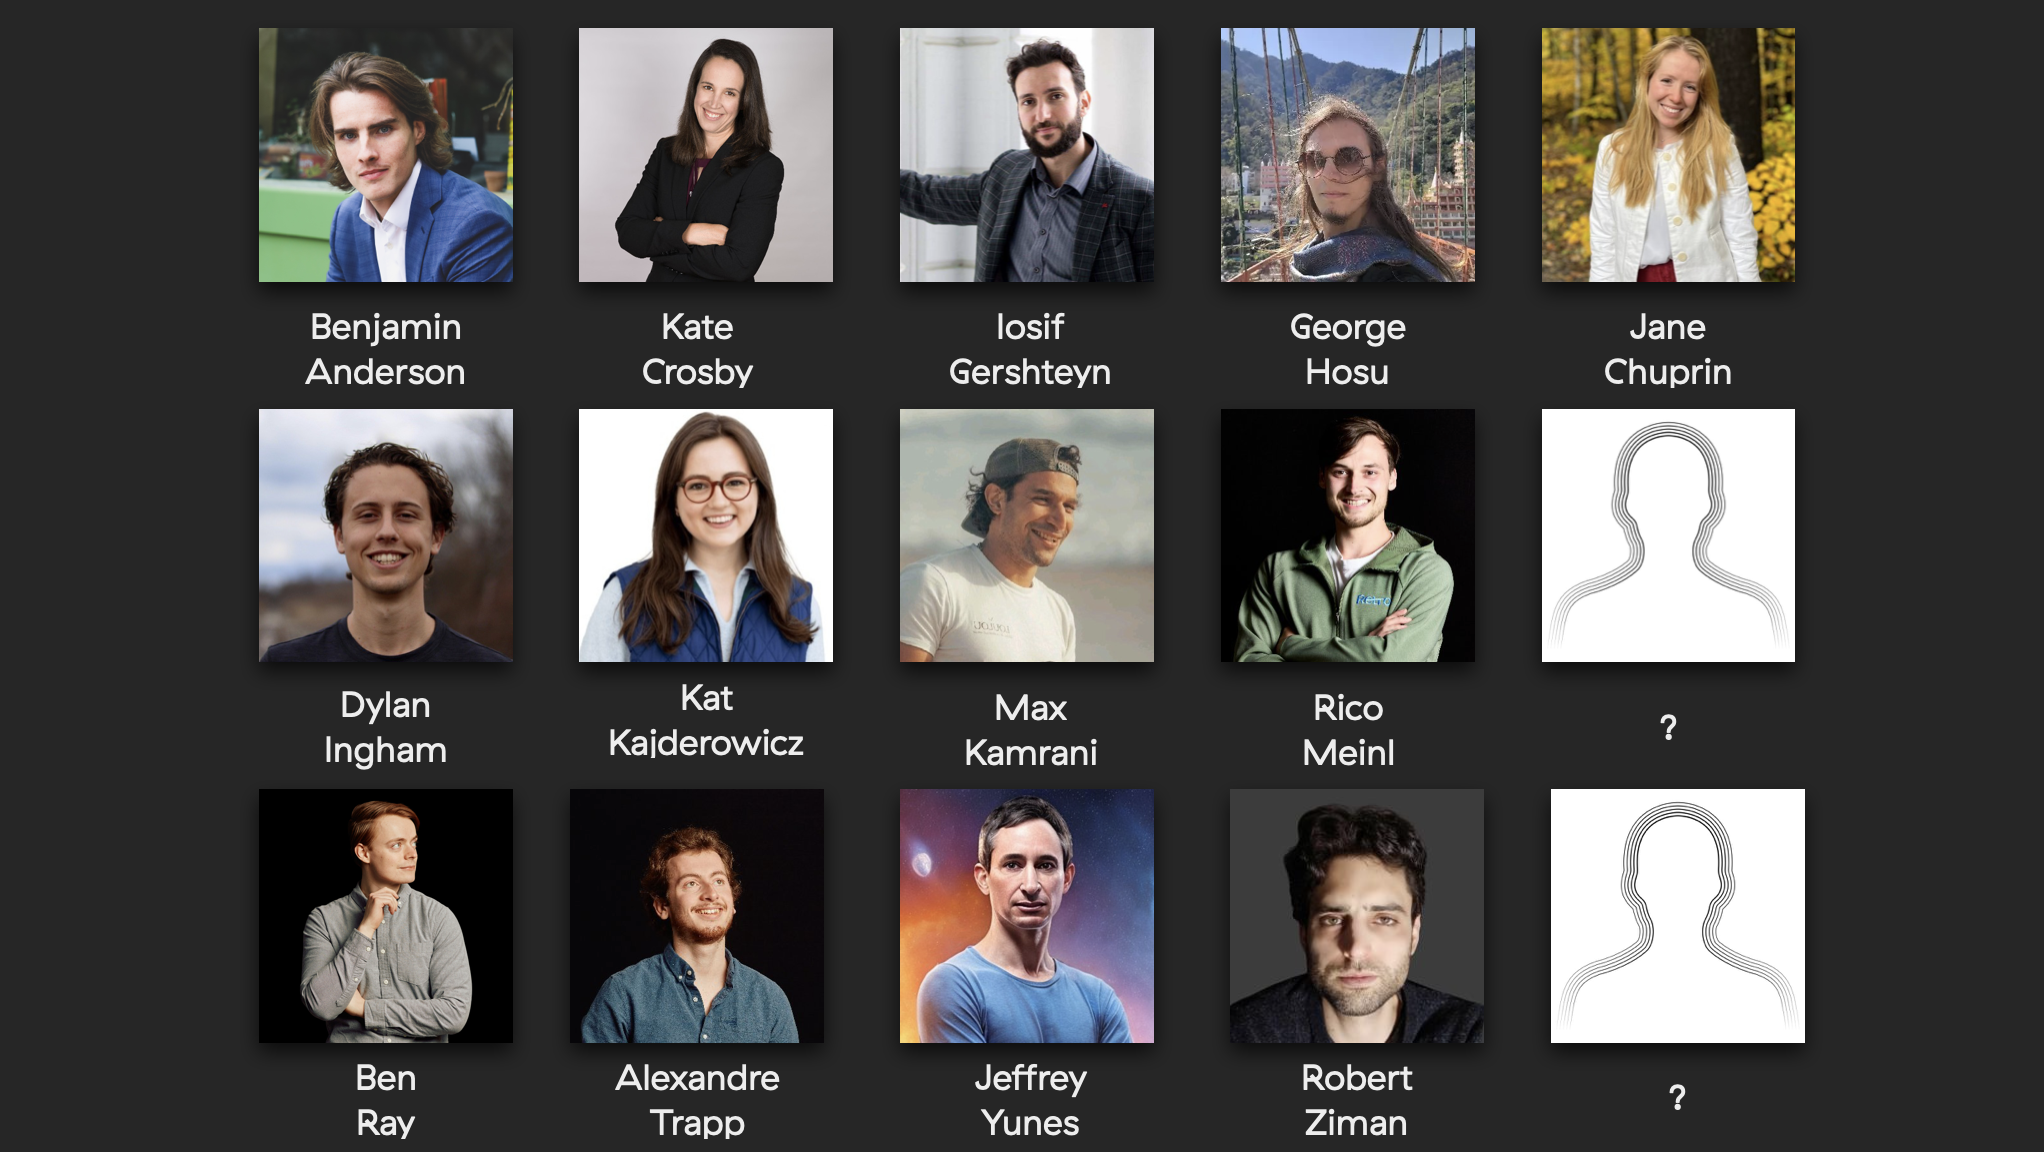 Benjamin
Anderson
Kate
Crosby
Iosif
Gershteyn
George
Hosu
Jane
Chuprin
Dylan
Ingham
Kat
Kajderowicz
Max
Kamrani
Retro
Rico
Meinl
?
Ben
Ray
Alexandre
Trapp
Jeffrey
Yunes
Robert
Ziman
?